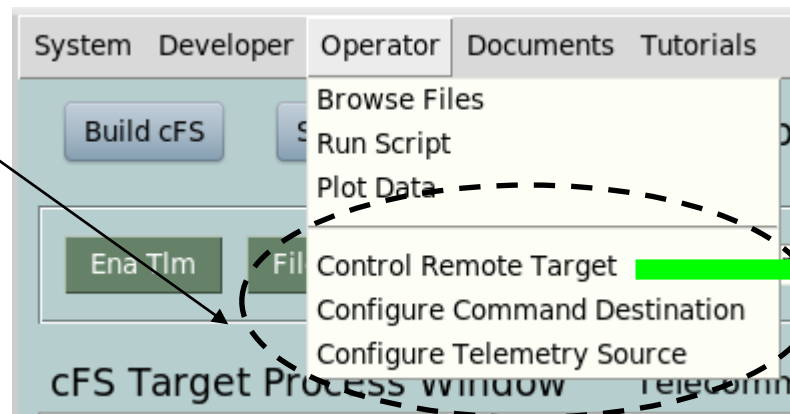 System Developer Operator Documents Tutorials
Browse Files
Build cFS
Run Script
Plot Data
Ena Tlm
Control Remote Target
Configure Command Destination
Configure Telemetry Source
cFS Target Process Window